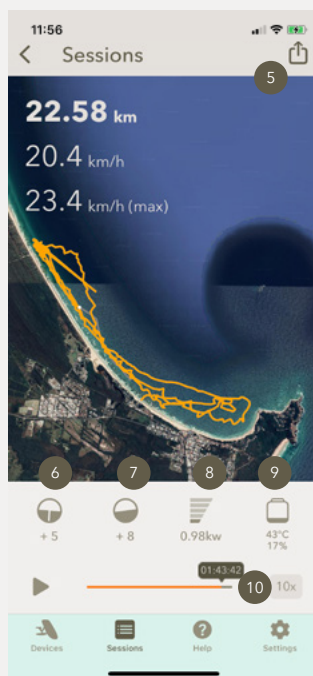 11:56
Sessions
5
22.58 km
20.4 km/h
23.4 km/h (max)
6 7 8 9
+ 5 + 8 0.98kw 43°C
17%
01:43:42
10 10x
Devices Sessions Help Settings